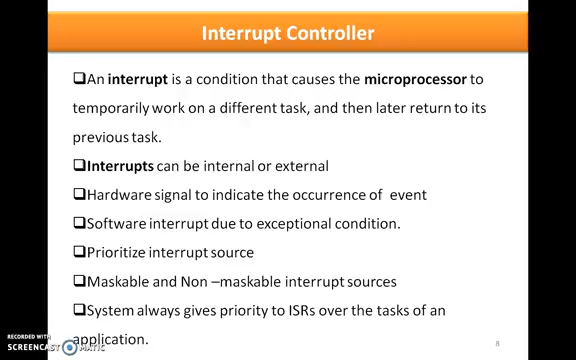 Interrupt Controller
❑An interrupt is a condition that causes the microprocessor to
temporarily work on a different task, and then later return to its
previous task.
❑Interrupts can be internal or external
❑Hardware signal to indicate the occurrence of event
❑Software interrupt due to exceptional condition.
❑Prioritize interrupt source
❑Maskable and Non –maskable interrupt sources
❑System always gives priority to ISRs over the tasks of an
application.
8
RECORDED WITH
SCREENCAST MATIC